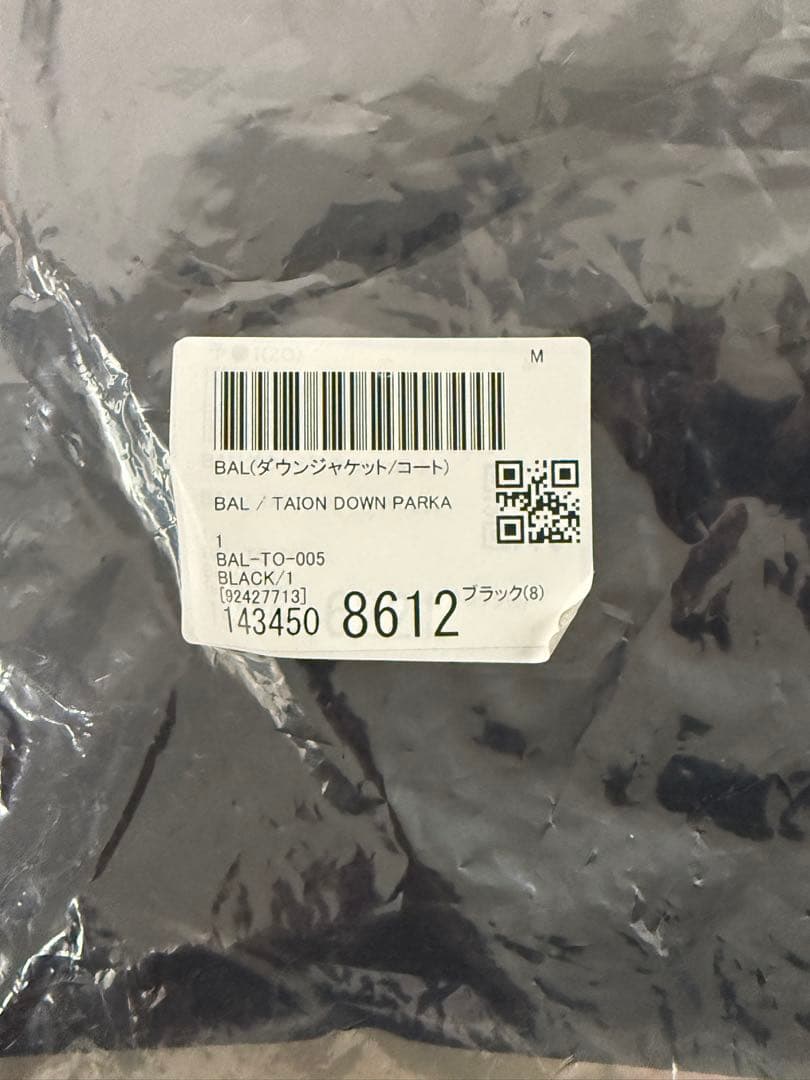 M
BAL(ダウンジャケット/コート)
BAL / TAION DOWN PARKA
1
BAL-TO-005
BLACK/1
[92427713]
143450 8612 ブラック(8)